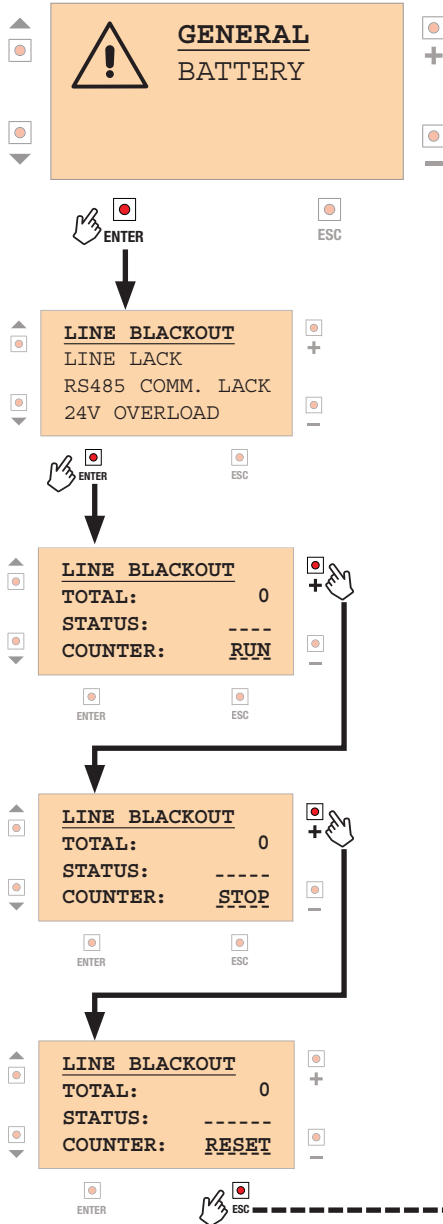 GENERAL
BATTERY
+
–
ENTER
ESC
LINE BLACKOUT
LINE LACK
RS485 COMM. LACK
24V OVERLOAD
+
–
ENTER
ESC
LINE BLACKOUT
TOTAL: 0
STATUS: ----
COUNTER: RUN
+
–
ENTER
ESC
LINE BLACKOUT
TOTAL: 0
STATUS: -----
COUNTER: STOP
+
–
ENTER
ESC
LINE BLACKOUT
TOTAL: 0
STATUS: ------
COUNTER: RESET
+
–
ENTER
ESC